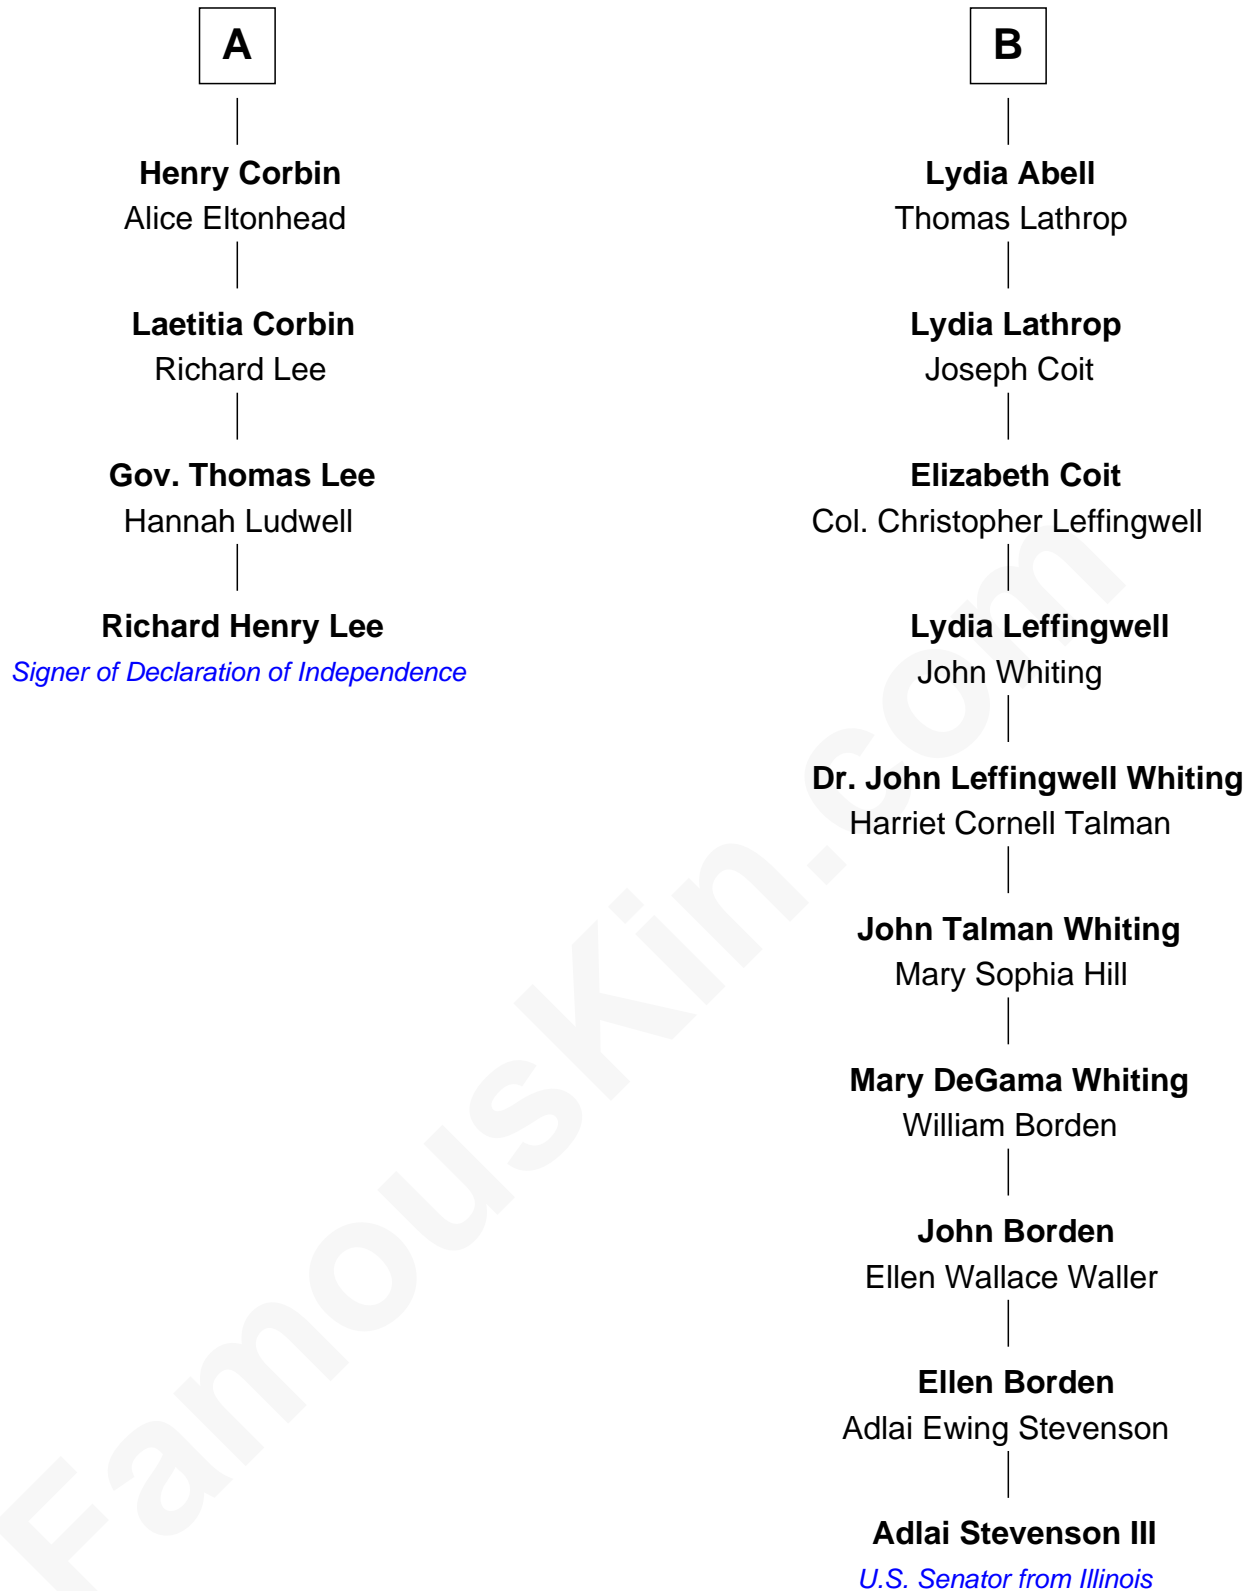 A
Henry Corbin
Alice Eltonhead
Laetitia Corbin
Richard Lee
Gov. Thomas Lee
Hannah Ludwell
Richard Henry Lee
Signer of Declaration of Independence
B
Lydia Abell
Thomas Lathrop
Lydia Lathrop
Joseph Coit
Elizabeth Coit
Col. Christopher Leffingwell
Lydia Leffingwell
John Whiting
Dr. John Leffingwell Whiting
Harriet Cornell Talman
John Talman Whiting
Mary Sophia Hill
Mary DeGama Whiting
William Borden
John Borden
Ellen Wallace Waller
Ellen Borden
Adlai Ewing Stevenson
Adlai Stevenson III
U.S. Senator from Illinois
FamousKin.com